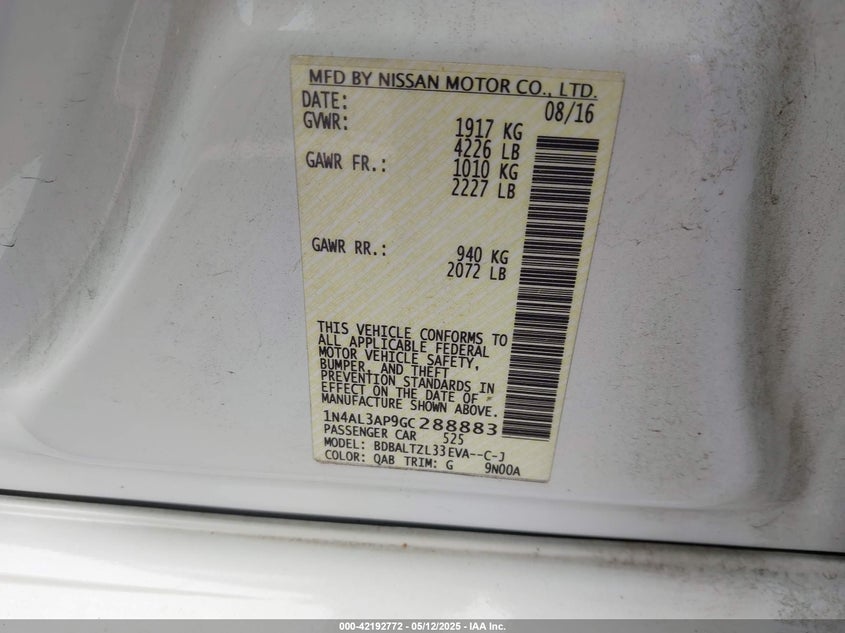 MFD BY NISSAN MOTOR CO., LTD.
DATE: 08/16
GVWR: 1917 KG
4226 LB
GAWR FR.: 1010 KG
2227 LB
GAWR RR.: 940 KG
2072 LB
THIS VEHICLE CONFORMS TO
ALL APPLICABLE FEDERAL
MOTOR VEHICLE SAFETY,
BUMPER, AND THEFT
PREVENTION STANDARDS IN
EFFECT ON THE DATE OF
MANUFACTURE SHOWN ABOVE.
1N4AL3AP9GC288883
PASSENGER CAR 525
MODEL: BDBALTZL33EVA--C-J
COLOR: QAB TRIM: G 9N00A
000-42192772 - 05/12/2025 - IAA Inc.